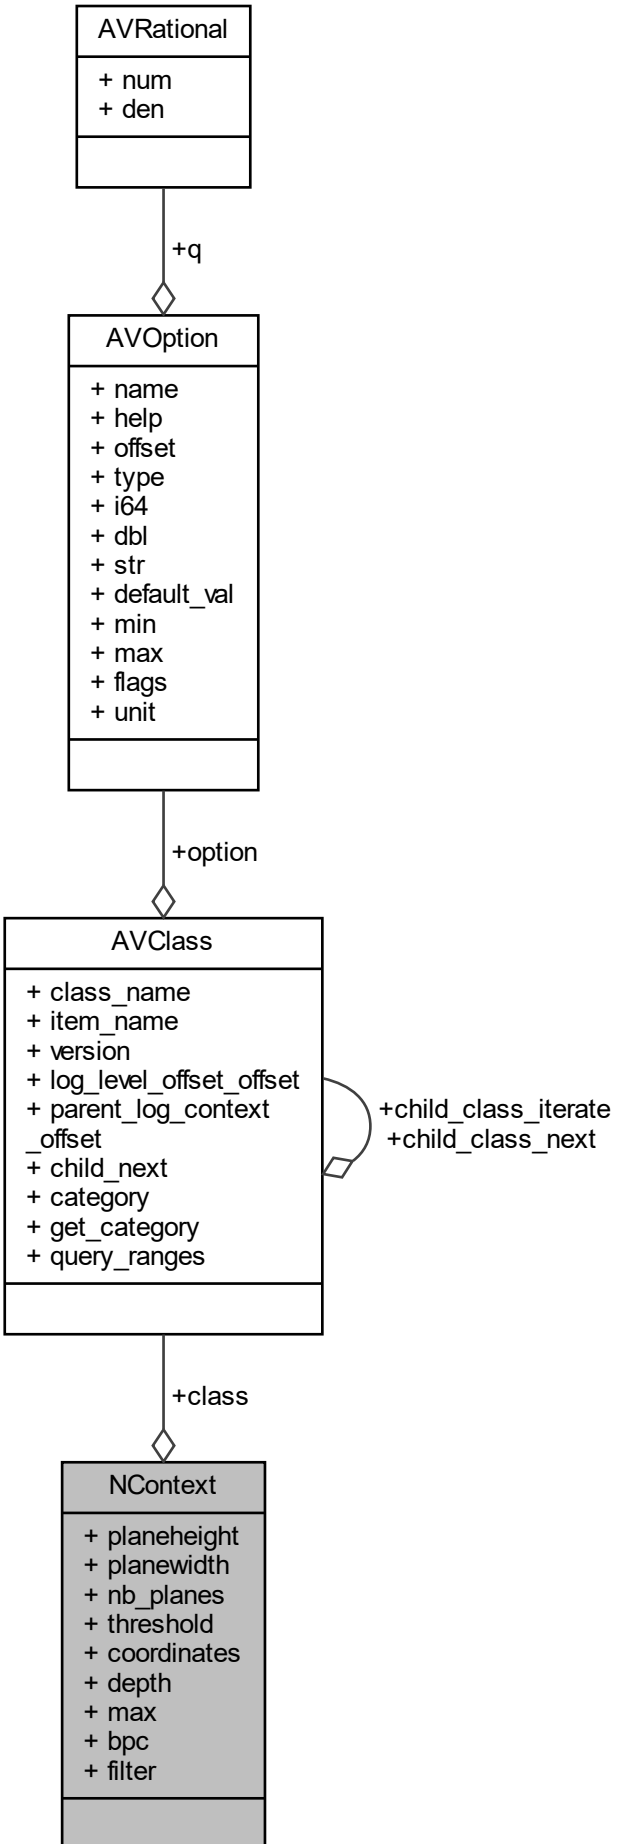 AVRational
+ num
+ den
+q
AVOption
+ name
+ help
+ offset
+ type
+ i64
+ dbl
+ str
+ default_val
+ min
+ max
+ flags
+ unit
+option
AVClass
+ class_name
+ item_name
+ version
+ log_level_offset_offset
+ parent_log_context
_offset
+ child_next
+ category
+ get_category
+ query_ranges
+child_class_iterate
+child_class_next
+class
NContext
+ planeheight
+ planewidth
+ nb_planes
+ threshold
+ coordinates
+ depth
+ max
+ bpc
+ filter